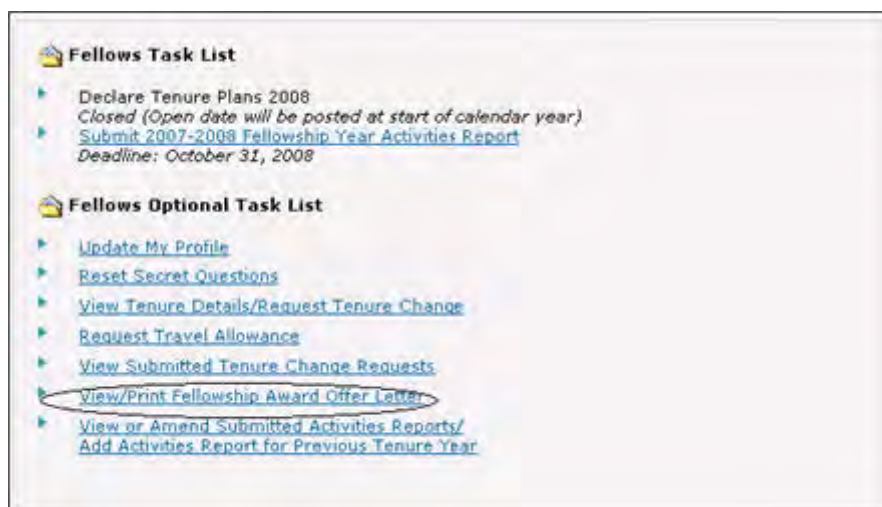 Fellows Task List
Declare Tenure Plans 2008
Closed (Open date will be posted at start of calendar year)
Submit 2007-2008 Fellowship Year Activities Report
Deadline: October 31, 2008
Fellows Optional Task List
Update My Profile
Reset Secret Questions
View Tenure Details/Request Tenure Change
Request Travel Allowance
View Submitted Tenure Change Requests
View/Print Fellowship Award Offer Letter
View or Amend Submitted Activities Reports/
Add Activities Report for Previous Tenure Year